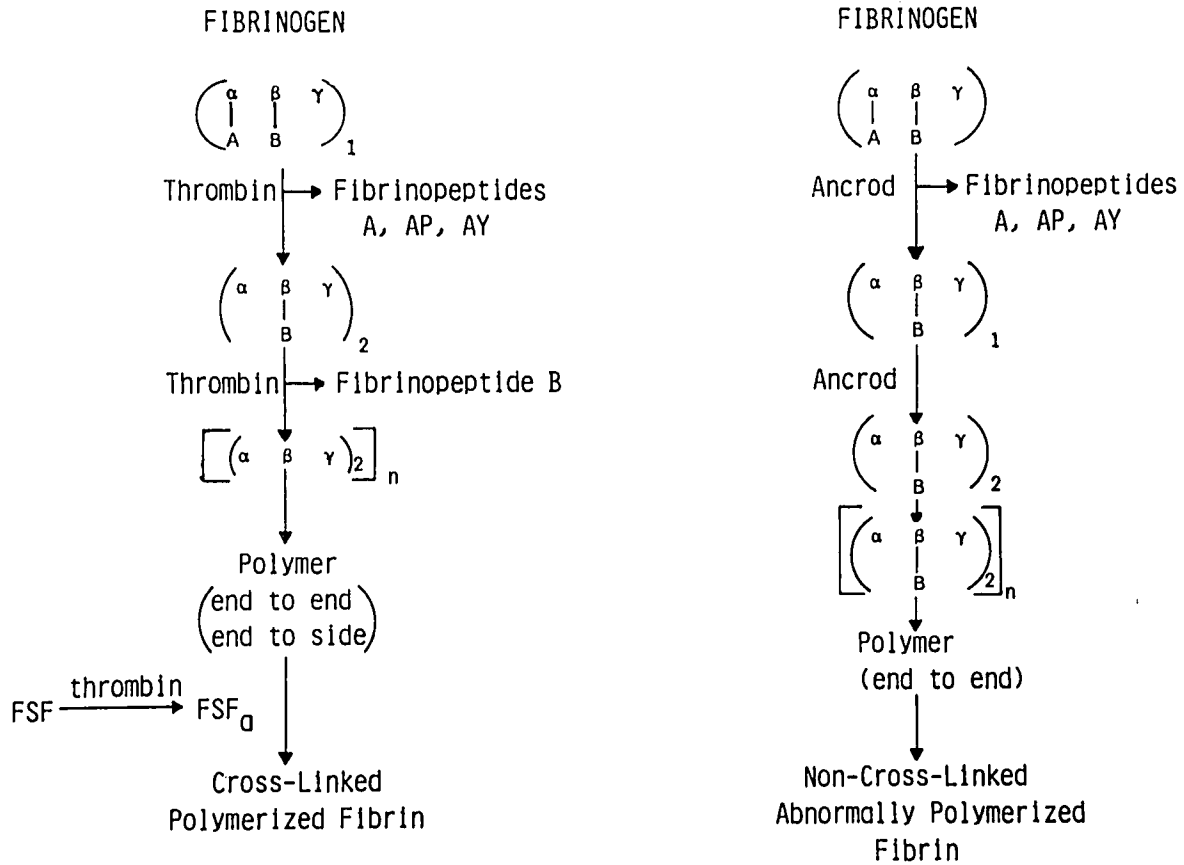 FIBRINOGEN
α β γ
A B 1
Thrombin Fibrinopeptides
A, AP, AY
α β γ
B 2
Thrombin Fibrinopeptide B
[(α β γ)2]n
Polymer
(end to end
end to side)
thrombin
FSF FSFa
Cross-Linked
Polymerized Fibrin
FIBRINOGEN
α β γ
A B
Ancrod Fibrinopeptides
A, AP, AY
α β γ
B 1
Ancrod
α β γ
B 2
[(α β γ
B)2]n
Polymer
(end to end)
Non-Cross-Linked
Abnormally Polymerized
Fibrin